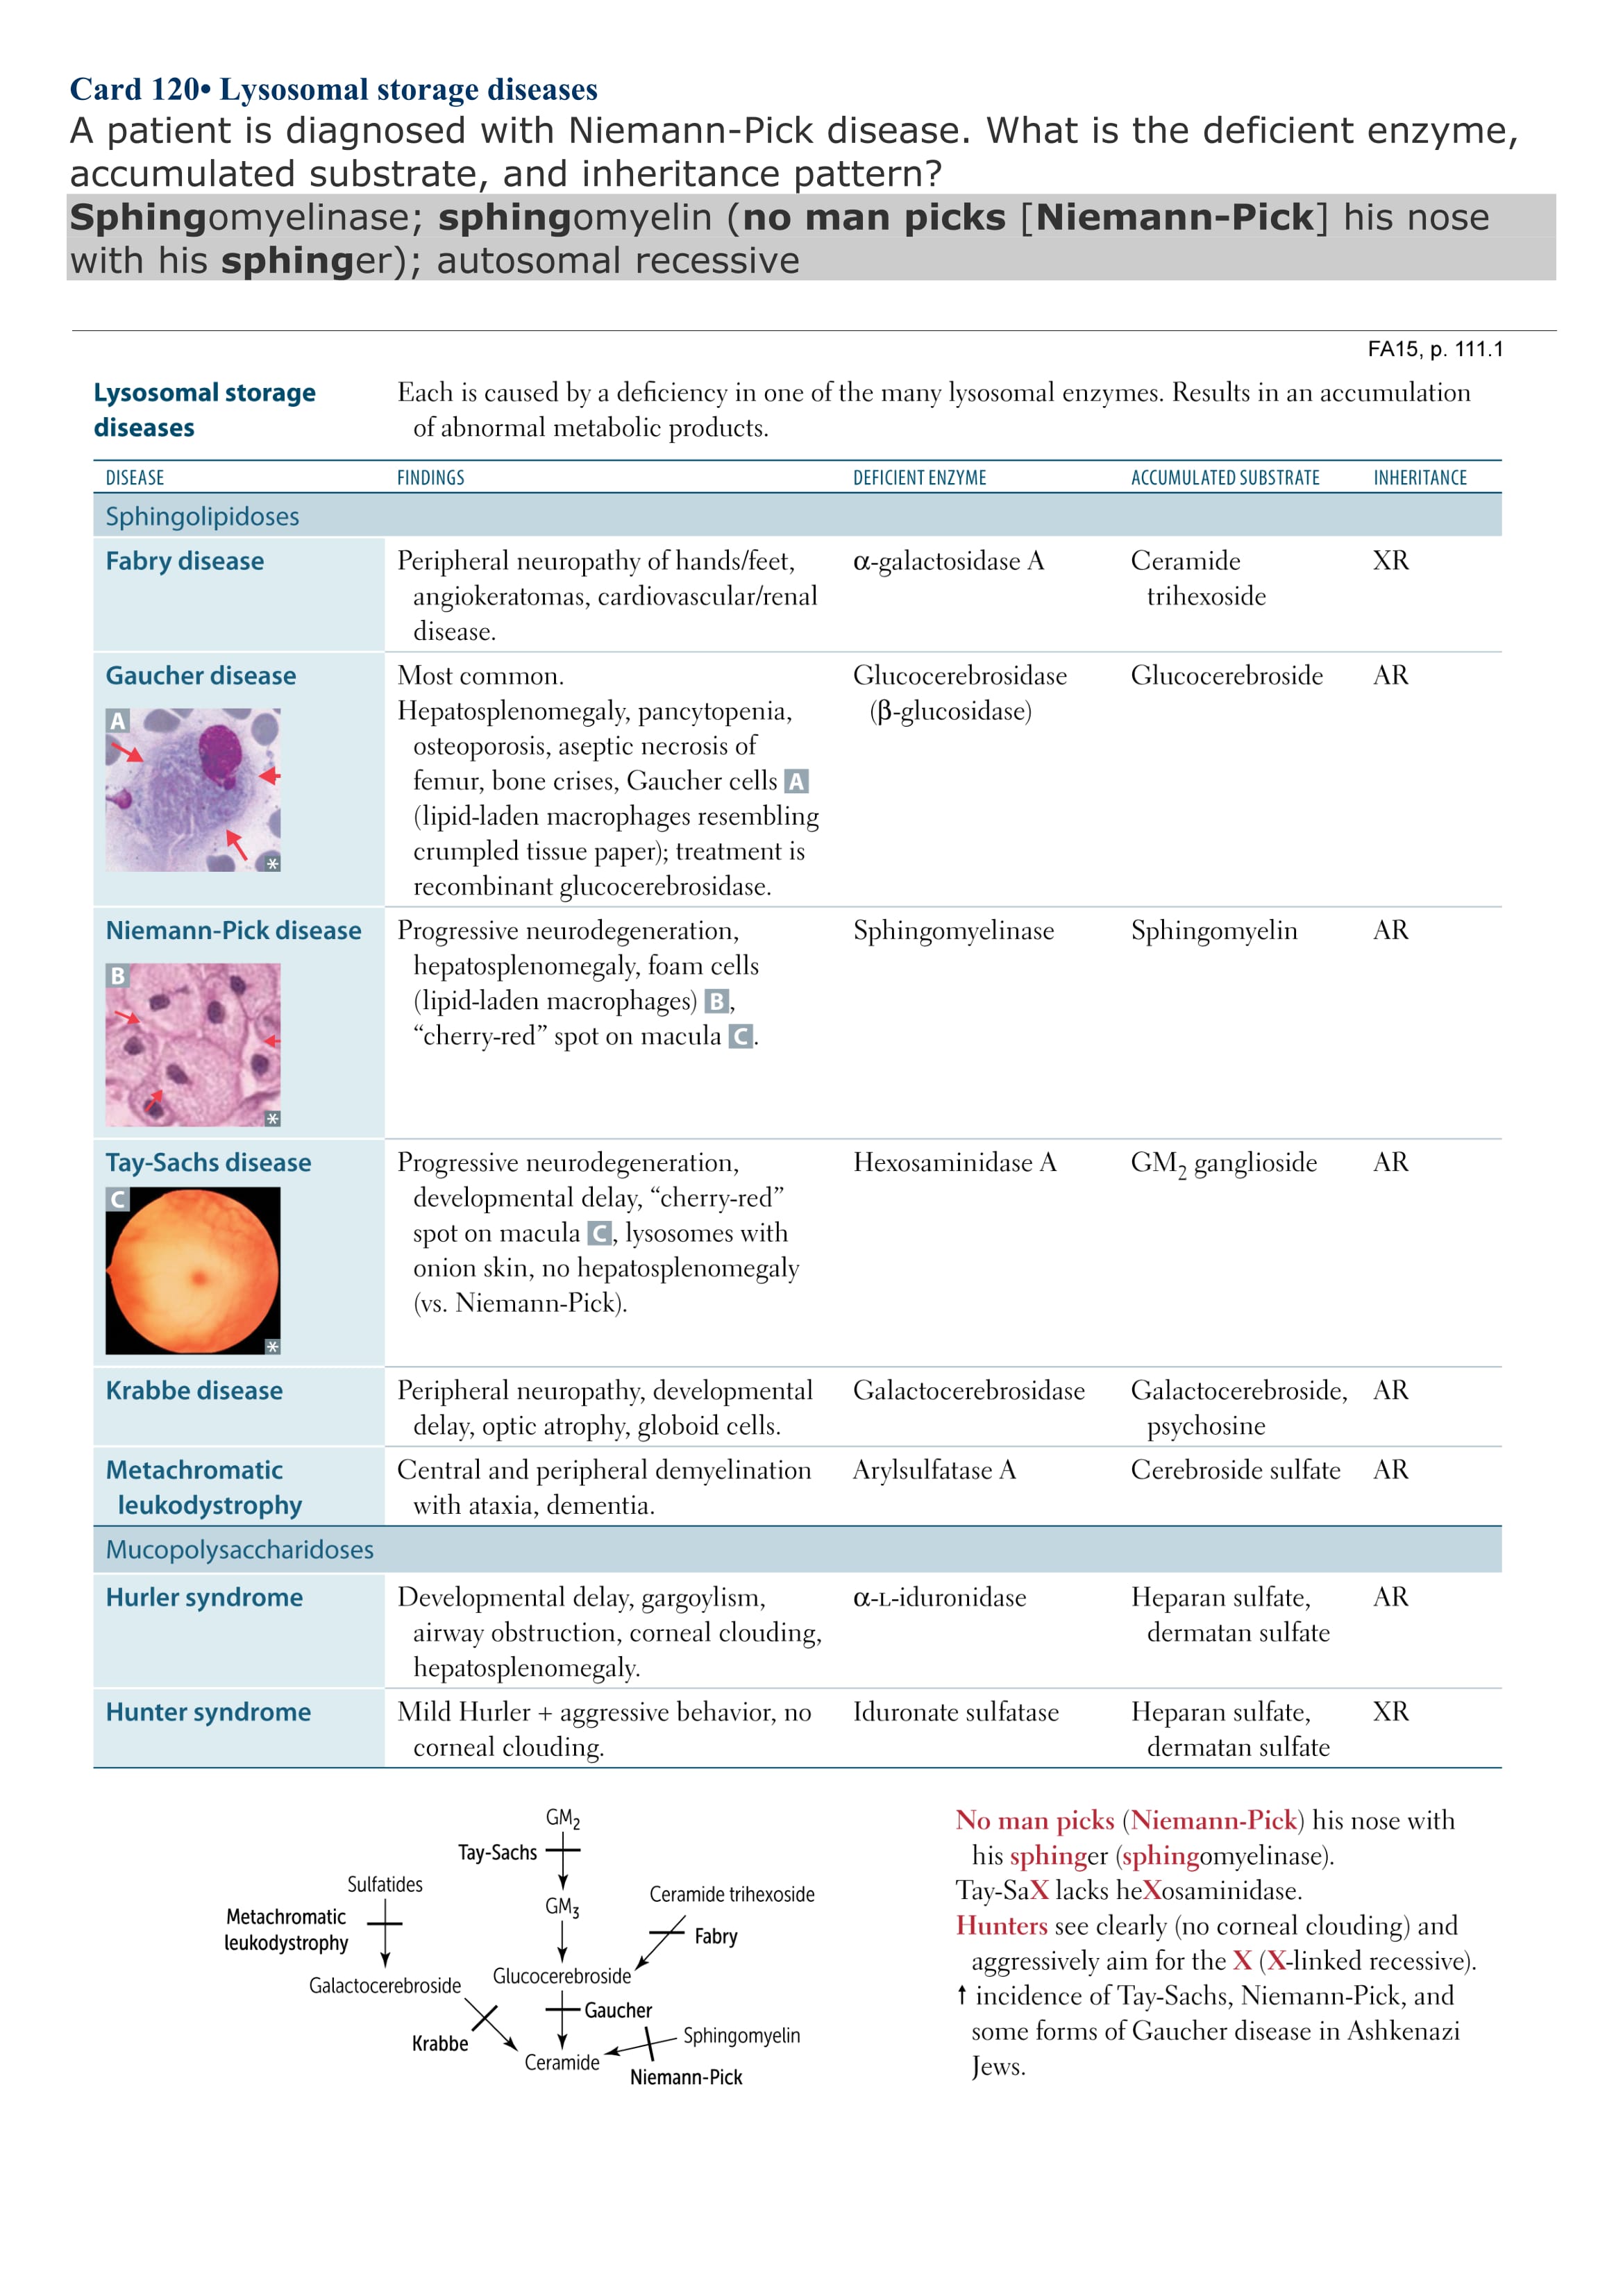 Card 120• Lysosomal storage diseases
A patient is diagnosed with Niemann-Pick disease. What is the deficient enzyme,
accumulated substrate, and inheritance pattern?
Sphingomyelinase; sphingomyelin (no man picks [Niemann-Pick] his nose
with his sphinger); autosomal recessive
FA15, p. 111.1
Lysosomal storage
diseases
Each is caused by a deficiency in one of the many lysosomal enzymes. Results in an accumulation
of abnormal metabolic products.
DISEASE FINDINGS DEFICIENT ENZYME ACCUMULATED SUBSTRATE INHERITANCE
Sphingolipidoses
Fabry disease Peripheral neuropathy of hands/feet, α-galactosidase A Ceramide XR
angiokeratomas, cardiovascular/renal trihexoside
disease.
Gaucher disease Most common. Glucocerebrosidase Glucocerebroside AR
A Hepatosplenomegaly, pancytopenia, (β-glucosidase)
osteoporosis, aseptic necrosis of
femur, bone crises, Gaucher cells A
(lipid-laden macrophages resembling
crumpled tissue paper); treatment is
* recombinant glucocerebrosidase.
Niemann-Pick disease Progressive neurodegeneration, Sphingomyelinase Sphingomyelin AR
B hepatosplenomegaly, foam cells
(lipid-laden macrophages) B,
“cherry-red” spot on macula C.
*
Tay-Sachs disease Progressive neurodegeneration, Hexosaminidase A GM2 ganglioside AR
C developmental delay, “cherry-red”
spot on macula C, lysosomes with
onion skin, no hepatosplenomegaly
(vs. Niemann-Pick).
*
Krabbe disease Peripheral neuropathy, developmental Galactocerebrosidase Galactocerebroside, AR
delay, optic atrophy, globoid cells. psychosine
Metachromatic Central and peripheral demyelination Arylsulfatase A Cerebroside sulfate AR
leukodystrophy with ataxia, dementia.
Mucopolysaccharidoses
Hurler syndrome Developmental delay, gargoylism, α-L-iduronidase Heparan sulfate, AR
airway obstruction, corneal clouding, dermatan sulfate
hepatosplenomegaly.
Hunter syndrome Mild Hurler + aggressive behavior, no Iduronate sulfatase Heparan sulfate, XR
corneal clouding. dermatan sulfate
GM2
Tay-Sachs
Sulfatides
Ceramide trihexoside
GM3
Metachromatic
leukodystrophy
Fabry
Glucocerebroside
Galactocerebroside
Gaucher
Sphingomyelin
Krabbe
Ceramide
Niemann-Pick
No man picks (Niemann-Pick) his nose with
his sphinger (sphingomyelinase).
Tay-SaX lacks heXosaminidase.
Hunters see clearly (no corneal clouding) and
aggressively aim for the X (X-linked recessive).
↑ incidence of Tay-Sachs, Niemann-Pick, and
some forms of Gaucher disease in Ashkenazi
Jews.